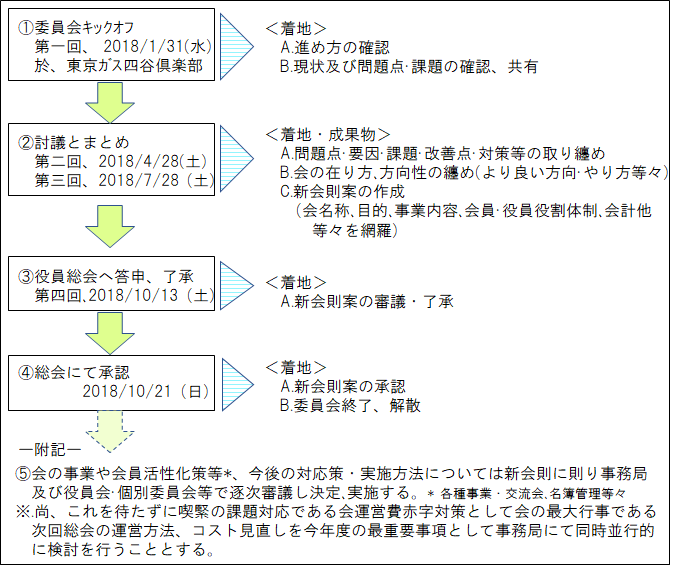 ①委員会ｷｯｸｵﾌ
第一回、 2018/1/31(水)
於、東京ｶﾞｽ四谷倶楽部
＜着地＞
A.進め方の確認
B.現状及び問題点･課題の確認、共有
②討議とまとめ
第二回、2018/4/28(土)
第三回、2018/7/28（土)
＜着地・成果物＞
A.問題点･要因･課題･改善点･対策等の取り纏め
B.会の在り方､方向性の纏め(より良い方向･やり方等々)
C.新会則案の作成
（会名称､目的､事業内容､会員･役員役割体制､会計他
等々を網羅）
③役員総会へ答申、了承
第四回､2018/10/13（土)
＜着地＞
A.新会則案の審議・了承
④総会にて承認
2018/10/21（日）
＜着地＞
A.新会則案の承認
B.委員会終了、解散
―附記―
⑤会の事業や会員活性化策等*、今後の対応策・実施方法については新会則に則り事務局
及び役員会･個別委員会等で逐次審議し決定､実施する。* 各種事業・交流会､名簿管理等々
※.尚、これを待たずに喫緊の課題対応である会運営費赤字対策として会の最大行事である
次回総会の運営方法、コスト見直しを今年度の最重要事項として事務局にて同時並行的
に検討を行うこととする。